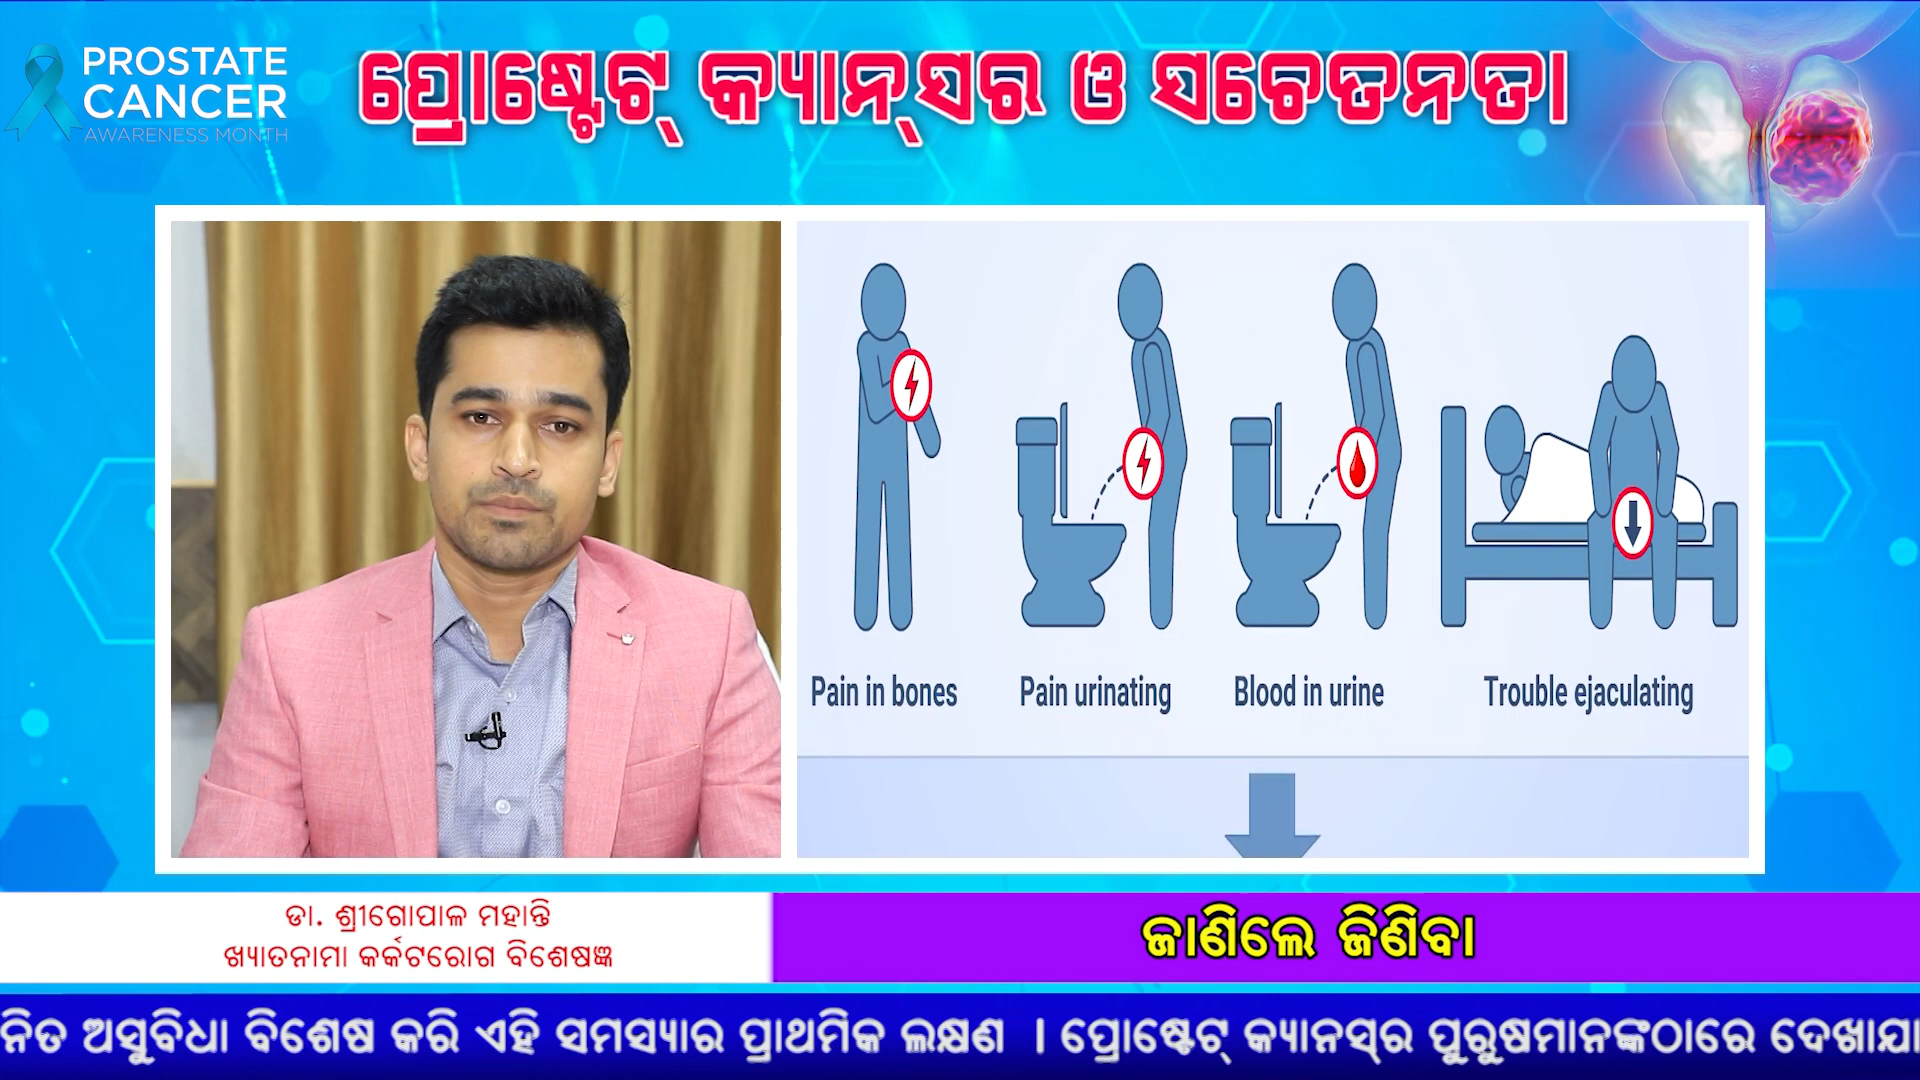 PROSTATE
CANCER
AWARENESS MONTH
ପ୍ରୋଷ୍ଟେଟ୍ କ୍ୟାନ୍‌ସର ଓ ସଚେତନତା
Pain in bones
Pain urinating
Blood in urine
Trouble ejaculating
ଡା. ଶ୍ରୀଗୋପାଳ ମହାନ୍ତି
ଖ୍ୟାତନାମା କର୍କଟରୋଗ ବିଶେଷଜ୍ଞ
ଜାଣିଲେ ଜିଣିବା
ନିତ ଅସୁବିଧା ବିଶେଷ କରି ଏହି ସମସ୍ୟାର ପ୍ରାଥମିକ ଲକ୍ଷଣ । ପ୍ରୋଷ୍ଟେଟ୍ କ୍ୟାନସ୍‌ର ପୁରୁଷମାନଙ୍କଠାରେ ଦେଖାଯା